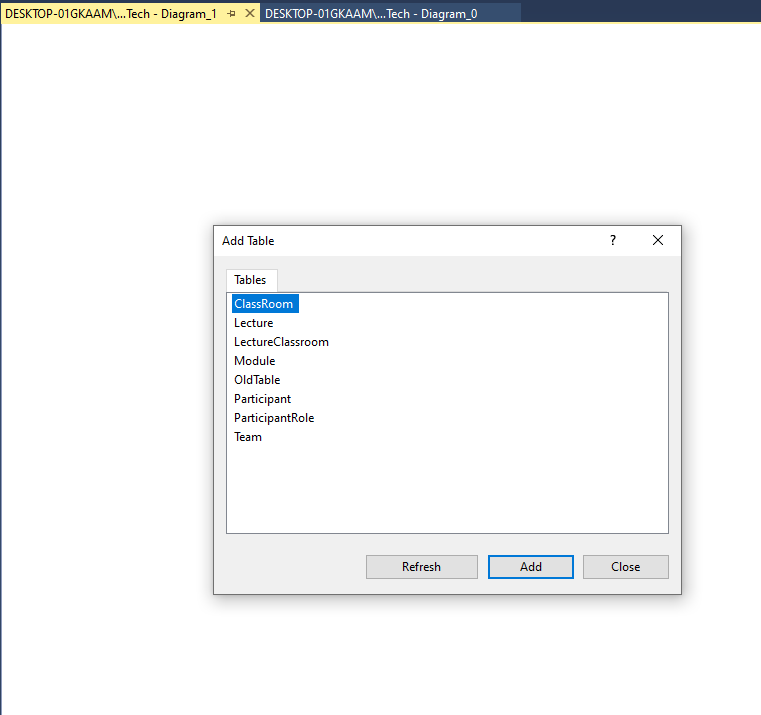 DESKTOP-01GKAAM\...Tech - Diagram_1 DESKTOP-01GKAAM\...Tech - Diagram_0
Add Table ?
Tables
ClassRoom
Lecture
LectureClassroom
Module
OldTable
Participant
ParticipantRole
Team
Refresh Add Close